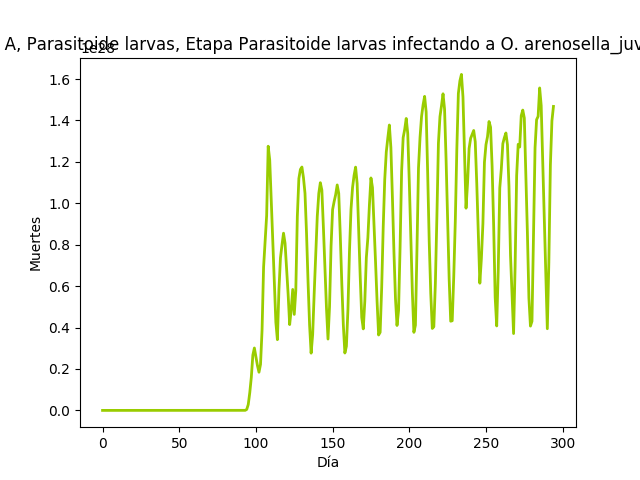 A, Parasitoide larvas, Etapa Parasitoide larvas infectando a O. arenosella_juv
1e28
1.6
1.4
1.2
1.0
0.8
0.6
0.4
0.2
0.0
Muertes
0 50 100 150 200 250 300
Día